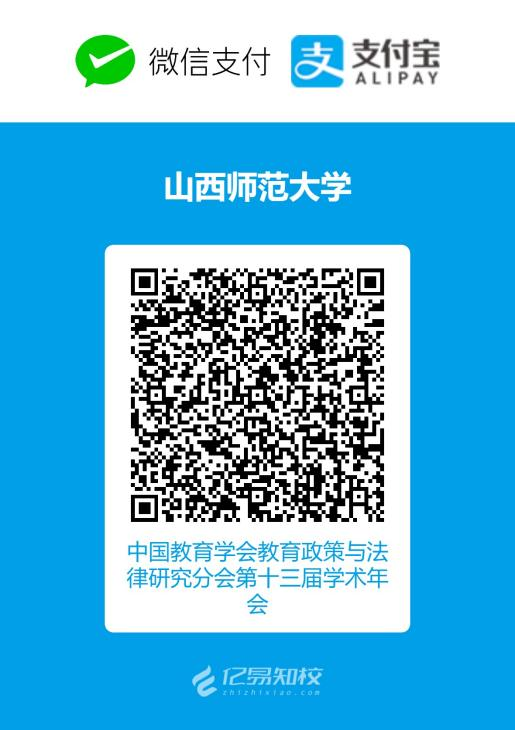 微信支付
支付宝
ALIPAY
山西师范大学
中国教育学会教育政策与法
律研究分会第十三届学术年
会
亿易知校
zhizhixiao.com